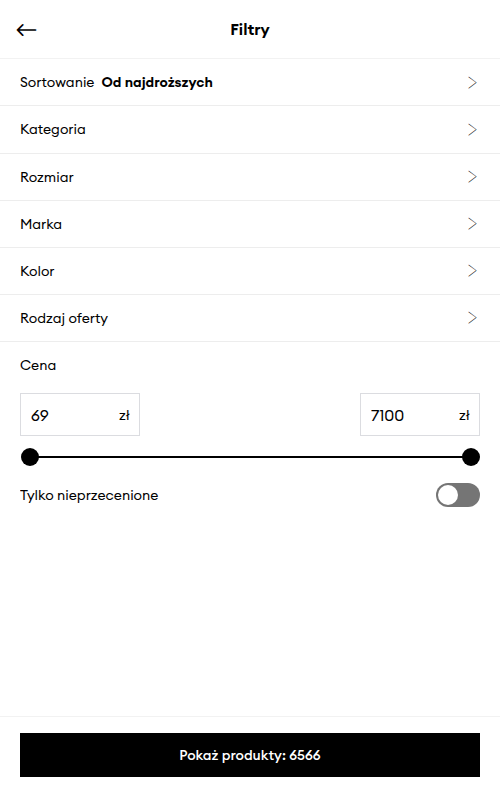 Filtry
Sortowanie Od najdroższych
Kategoria
Rozmiar
Marka
Kolor
Rodzaj oferty
Cena
69 zł 7100 zł
Tylko nieprzecenione
Pokaż produkty: 6566